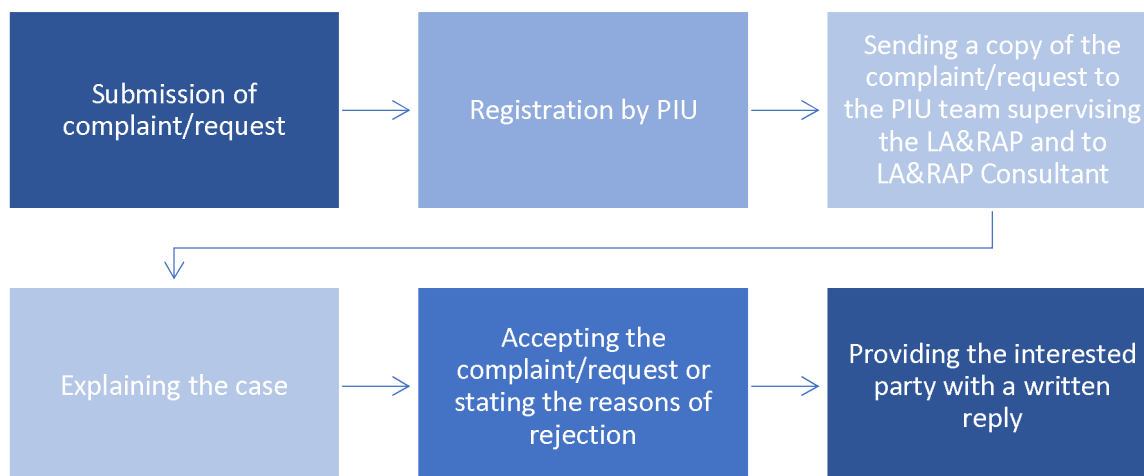 Submission of
complaint/request
Registration by PIU
Sending a copy of the
complaint/request to
the PIU team supervising
the LA&RAP and to
LA&RAP Consultant
Explaining the case
Accepting the
complaint/request or
stating the reasons of
rejection
Providing the interested
party with a written
reply